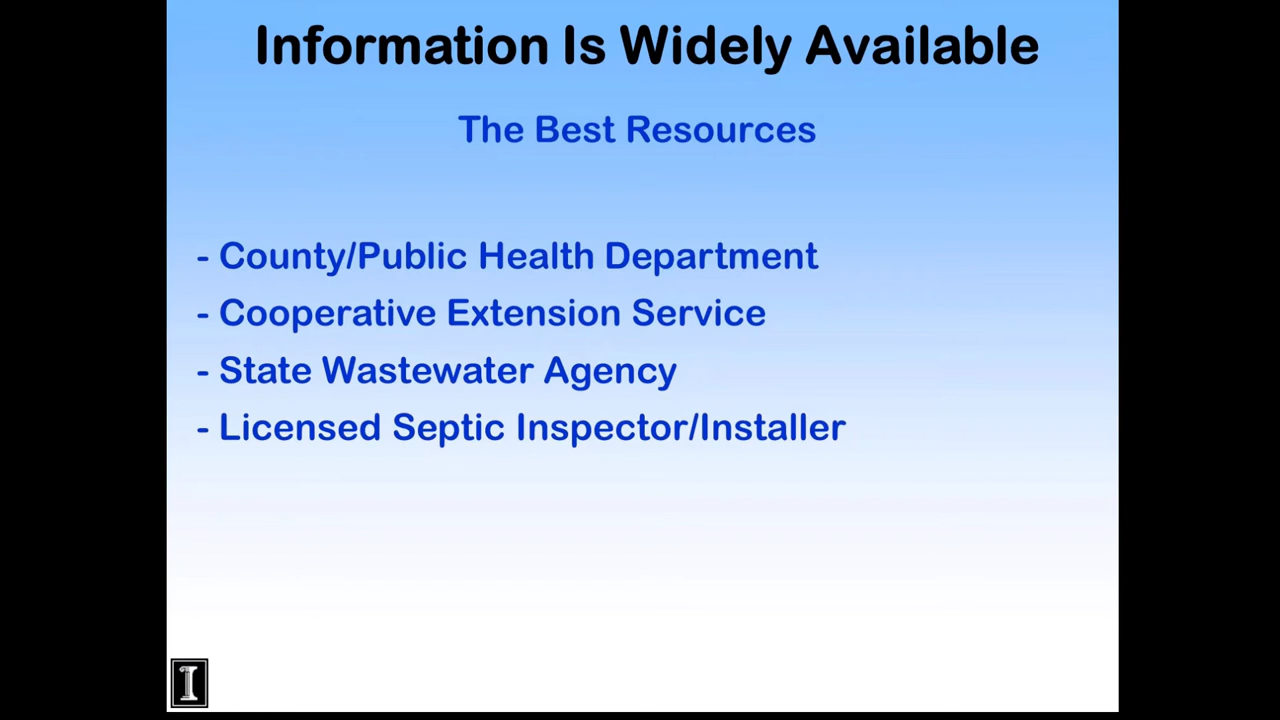 Information Is Widely Available
The Best Resources
- County/Public Health Department
- Cooperative Extension Service
- State Wastewater Agency
- Licensed Septic Inspector/Installer
I